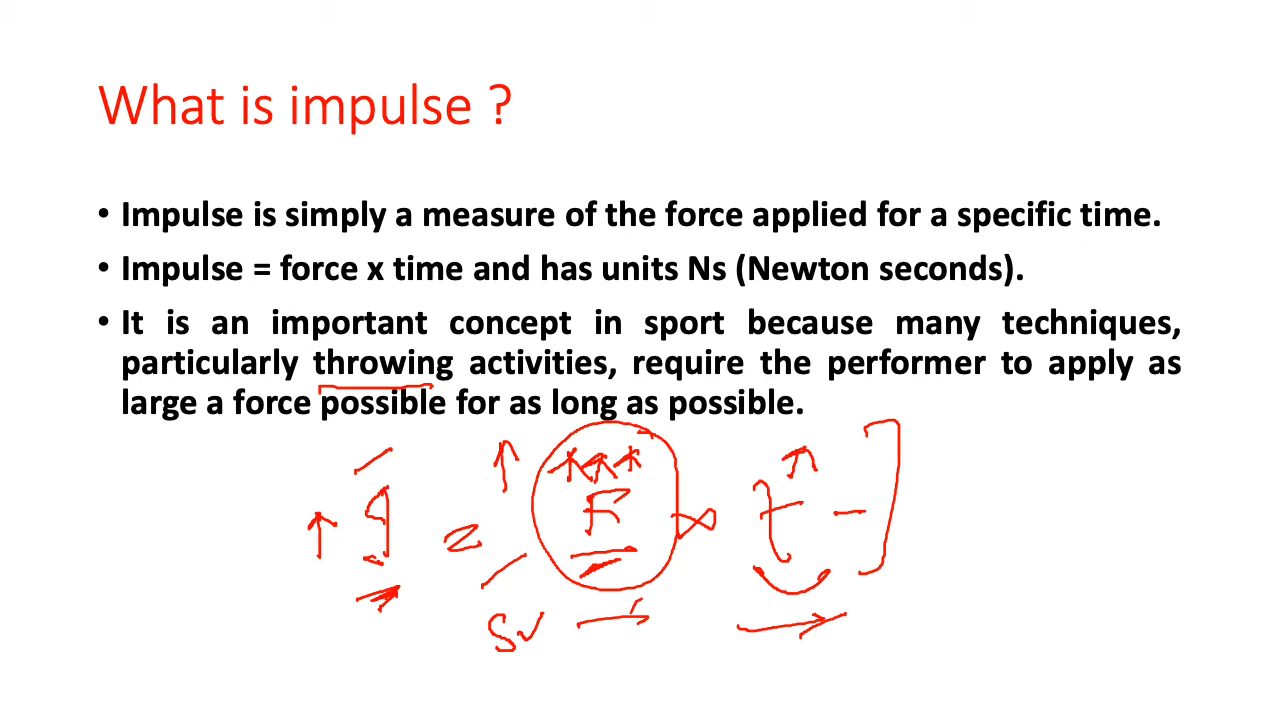 What is impulse ?
• Impulse is simply a measure of the force applied for a specific time.
• Impulse = force x time and has units Ns (Newton seconds).
• It is an important concept in sport because many techniques,
particularly throwing activities, require the performer to apply as
large a force possible for as long as possible.
= F x t